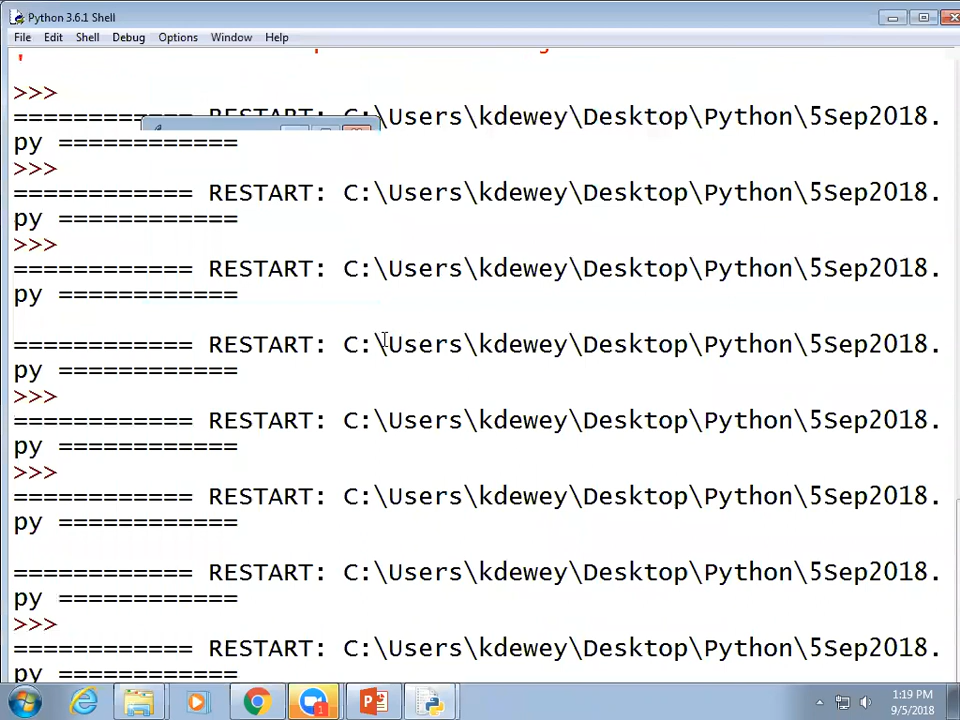 Python 3.6.1 Shell
File Edit Shell Debug Options Window Help
>>>
============ RESTART: C:\Users\kdewey\Desktop\Python\5Sep2018.
py ============
>>>
============ RESTART: C:\Users\kdewey\Desktop\Python\5Sep2018.
py ============
>>>
============ RESTART: C:\Users\kdewey\Desktop\Python\5Sep2018.
py ============
============ RESTART: C:\Users\kdewey\Desktop\Python\5Sep2018.
py ============
>>>
============ RESTART: C:\Users\kdewey\Desktop\Python\5Sep2018.
py ============
>>>
============ RESTART: C:\Users\kdewey\Desktop\Python\5Sep2018.
py ============
============ RESTART: C:\Users\kdewey\Desktop\Python\5Sep2018.
py ============
>>>
============ RESTART: C:\Users\kdewey\Desktop\Python\5Sep2018.
py ============
1
1:19 PM
9/5/2018